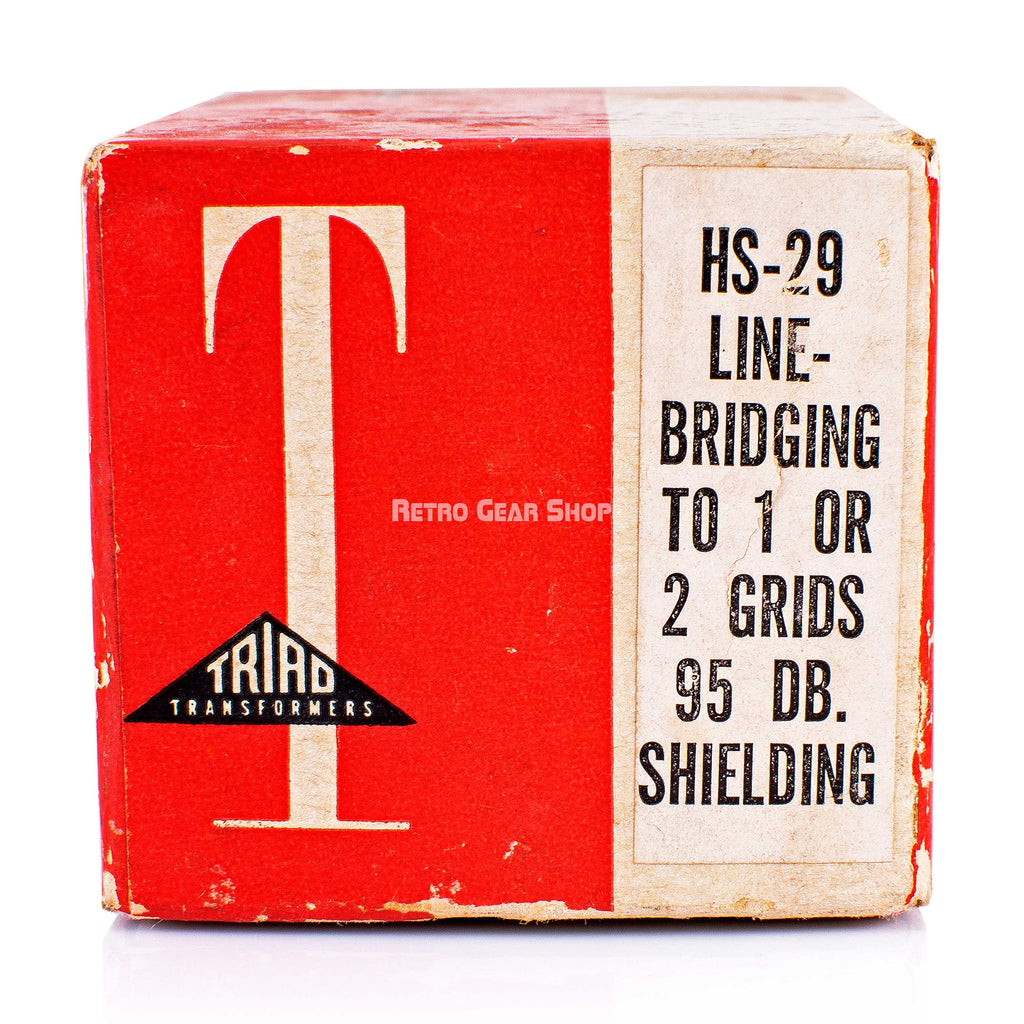 T
TRIAD
TRANSFORMERS
RETRO GEAR SHOP
HS-29
LINE-
BRIDGING
TO 1 OR
2 GRIDS
95 DB.
SHIELDING